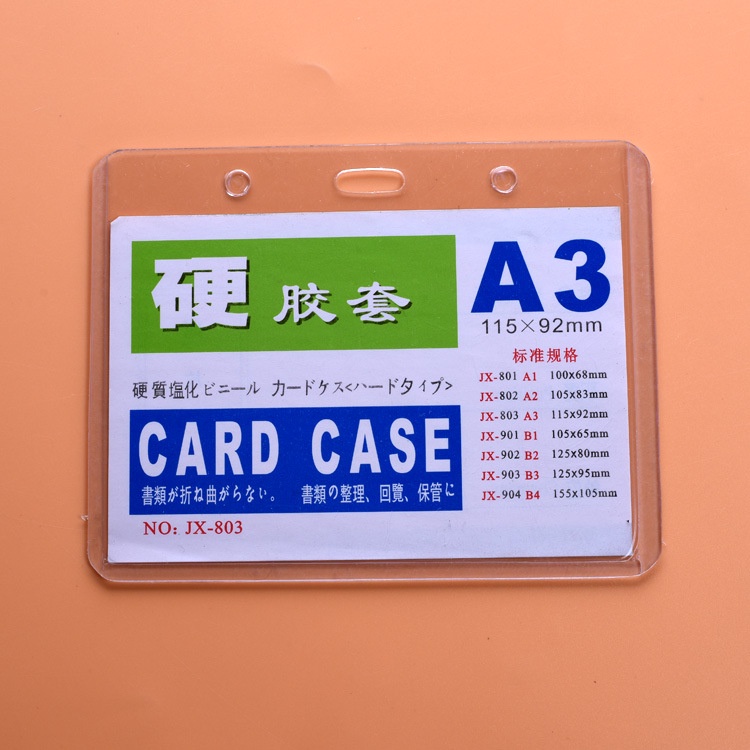 硬 胶套
硬質塩化ビニール カードケス<ハードタイプ>
CARD CASE
書類が折ね曲がらない。 書類の整理、回覽、保管に
NO: JX-803
A3
115×92mm
标准规格
JX-801 A1 100x68mm
JX-802 A2 105x83mm
JX-803 A3 115x92mm
JX-901 B1 105x65mm
JX-902 B2 125x80mm
JX-903 B3 125x95mm
JX-904 B4 155x105mm